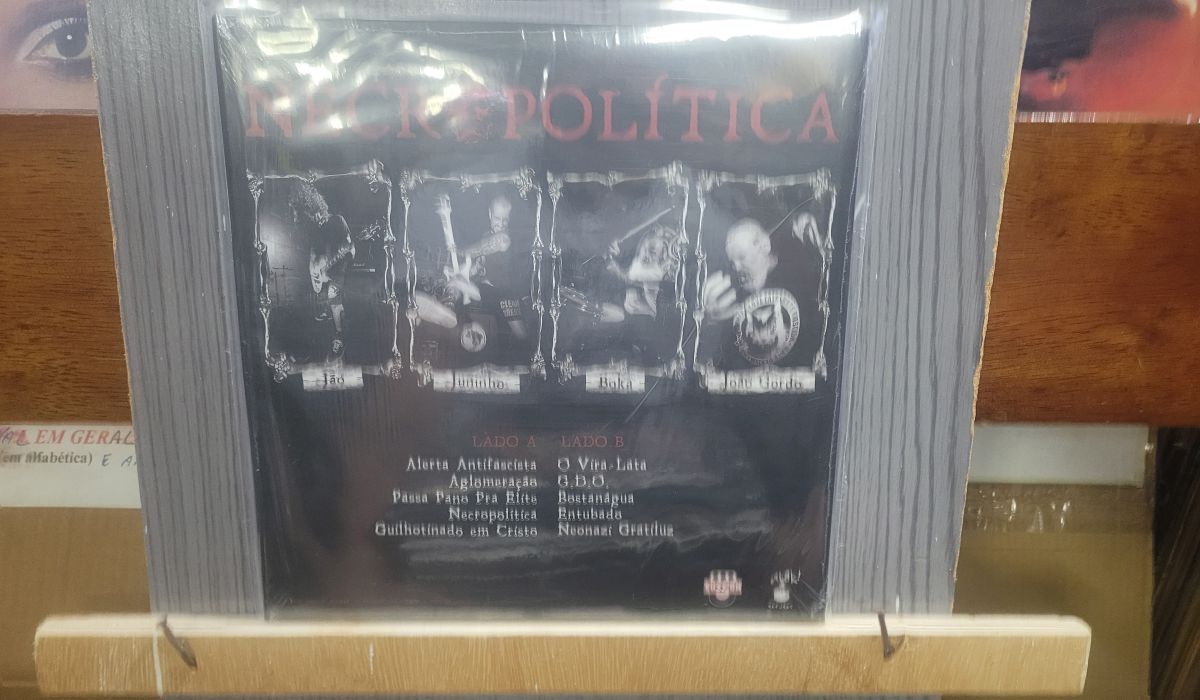 NECROPOLÍTICA
Jão
Juninho
Boka
João Gordo
LADO A LADO B
Alerta Antifascista O Vira-Lata
Aglomeração G.D.O.
Passa Pano Pra Elite Bostanágua
Necropolítica Entubado
Guilhotinado em Cristo Neonazi Gratiluz
EM GERAL
em alfabética) E